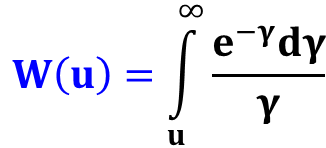 W(u) = ∫_u^∞ e^{-γ}dγ / γ